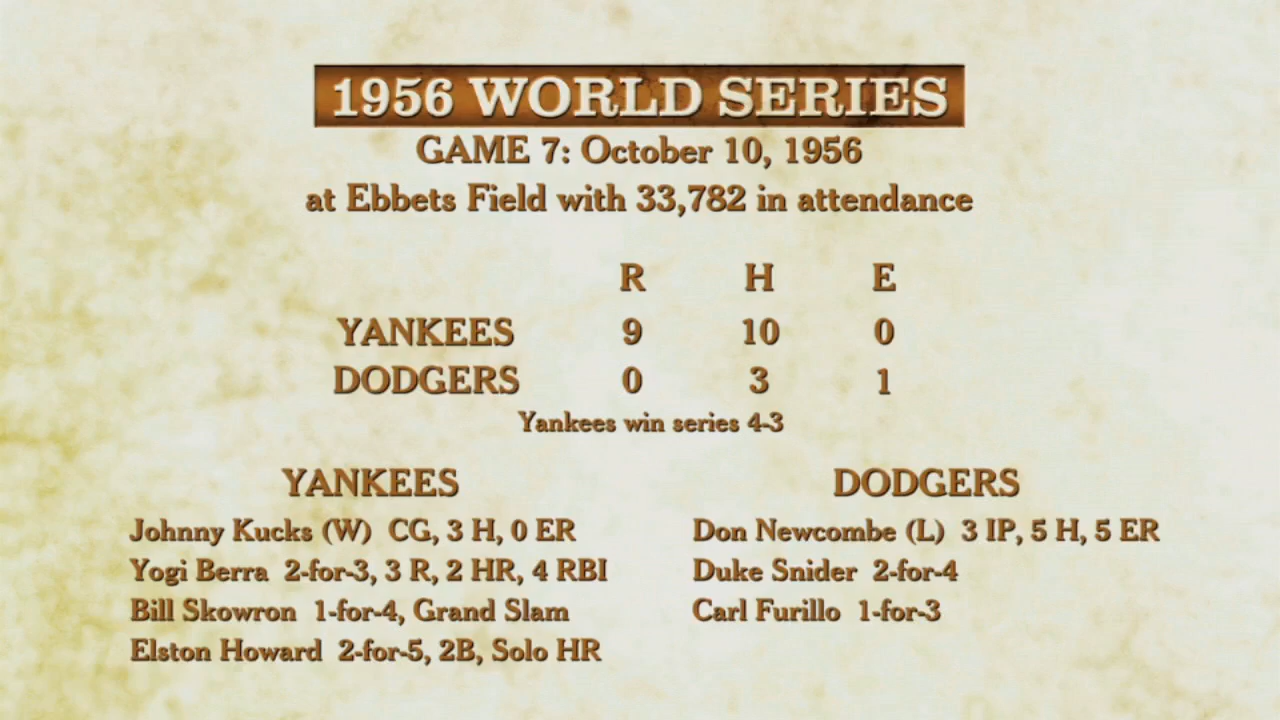 1956 WORLD SERIES
GAME 7: October 10, 1956
at Ebbets Field with 33,782 in attendance
R H E
YANKEES 9 10 0
DODGERS 0 3 1
Yankees win series 4-3
YANKEES
Johnny Kucks (W) CG, 3 H, 0 ER
Yogi Berra 2-for-3, 3 R, 2 HR, 4 RBI
Bill Skowron 1-for-4, Grand Slam
Elston Howard 2-for-5, 2B, Solo HR
DODGERS
Don Newcombe (L) 3 IP, 5 H, 5 ER
Duke Snider 2-for-4
Carl Furillo 1-for-3